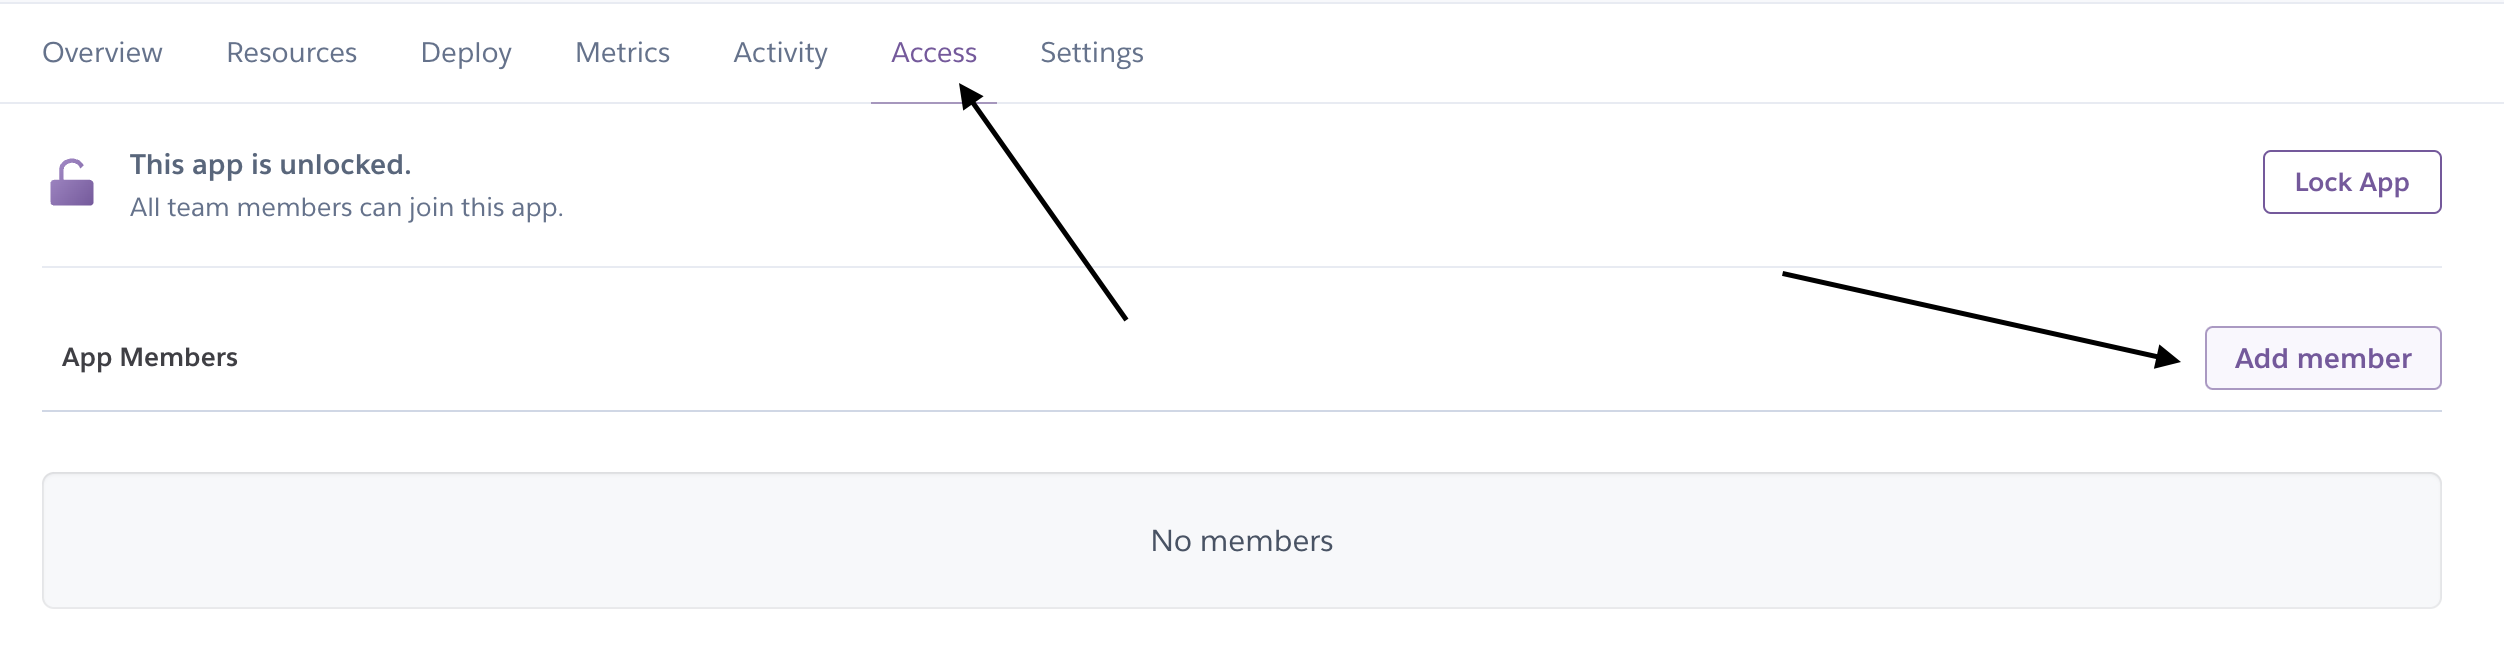 Overview Resources Deploy Metrics Activity Access Settings
This app is unlocked.
All team members can join this app.
Lock App
App Members
Add member
No members